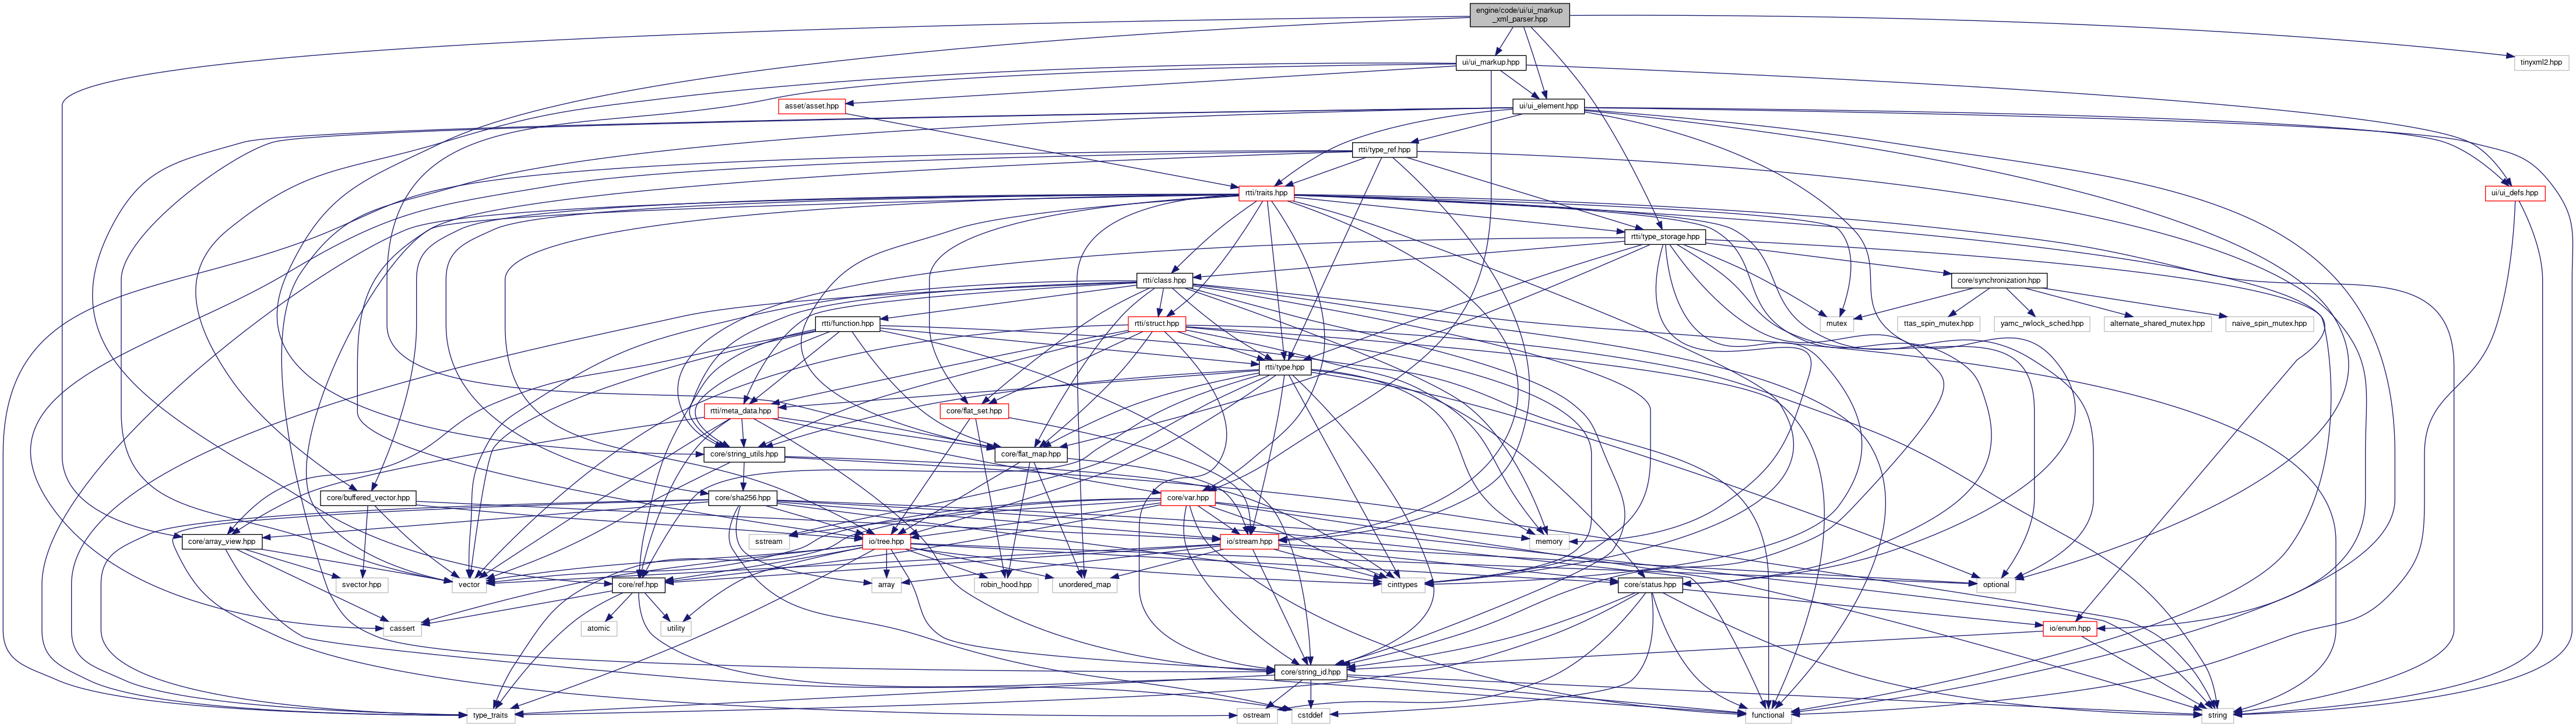 engine/code/ui/ui_markup
_xml_parser.hpp
ui/ui_markup.hpp
tinyxml2.hpp
asset/asset.hpp
ui/ui_element.hpp
rtti/type_ref.hpp
rtti/traits.hpp
ui/ui_defs.hpp
rtti/type_storage.hpp
rtti/class.hpp
core/synchronization.hpp
rtti/function.hpp
rtti/struct.hpp
mutex
ttas_spin_mutex.hpp
yamc_rwlock_sched.hpp
alternate_shared_mutex.hpp
naive_spin_mutex.hpp
rtti/type.hpp
rtti/meta_data.hpp
core/flat_set.hpp
core/string_utils.hpp
core/flat_map.hpp
core/buffered_vector.hpp
core/sha256.hpp
core/var.hpp
core/array_view.hpp
sstream
io/tree.hpp
io/stream.hpp
memory
svector.hpp
vector
core/ref.hpp
array
robin_hood.hpp
unordered_map
cinttypes
core/status.hpp
optional
cassert
atomic
utility
io/enum.hpp
core/string_id.hpp
type_traits
ostream
cstddef
functional
string